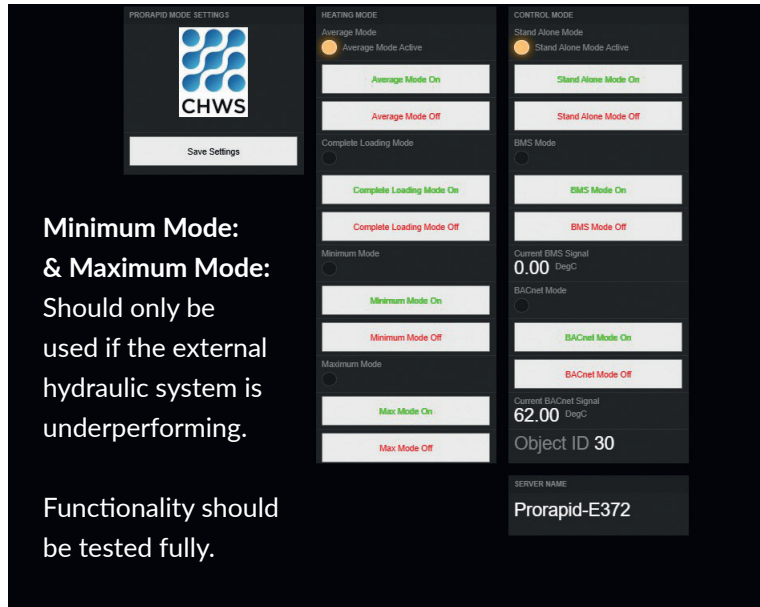 PRORAPID MODE SETTINGS
CHWS
Save Settings
Minimum Mode:
& Maximum Mode:
Should only be
used if the external
hydraulic system is
underperforming.
Functionality should
be tested fully.
HEATING MODE
Average Mode
Average Mode Active
Average Mode On
Average Mode Off
Complete Loading Mode
Complete Loading Mode On
Complete Loading Mode Off
Minimum Mode
Minimum Mode On
Minimum Mode Off
Maximum Mode
Max Mode On
Max Mode Off
CONTROL MODE
Stand Alone Mode
Stand Alone Mode Active
Stand Alone Mode On
Stand Alone Mode Off
BMS Mode
BMS Mode On
BMS Mode Off
Current BMS Signal
0.00 DegC
BACnet Mode
BACnet Mode On
BACnet Mode Off
Current BACnet Signal
62.00 DegC
Object ID 30
SERVER NAME
Prorapid-E372